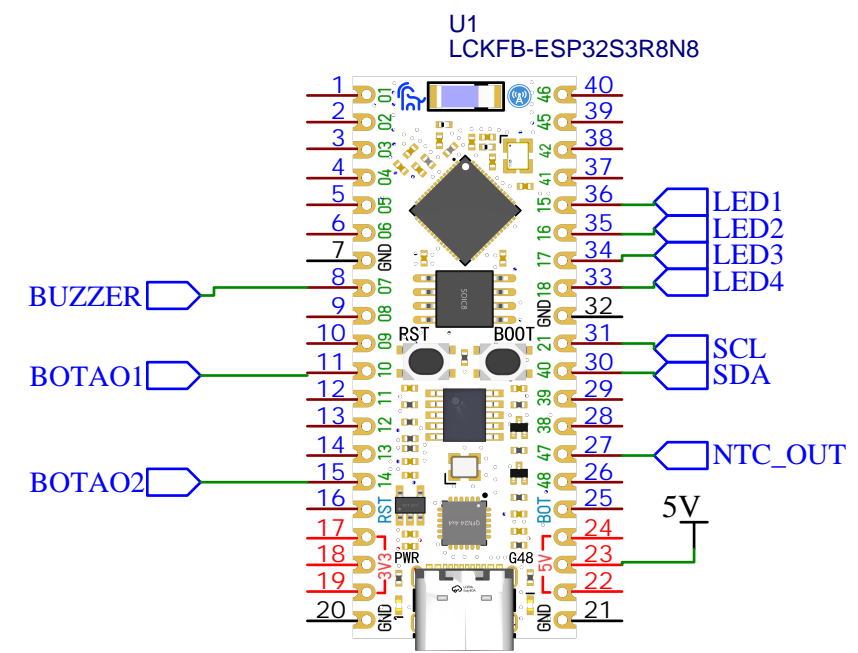 U1
LCKFB-ESP32S3R8N8
1 01 46 40
2 02 45 39
3 03 42 38
4 04 41 37
5 05 15 36 LED1
6 06 16 35 LED2
7 GND 17 34 LED3
BUZZER 8 07 18 33 LED4
9 08 SOIC8 GND 32
10 09 RST BOOT 21 31 SCL
BOTAO1 11 10 40 30 SDA
12 11 39 29
13 12 38 28
14 13 47 27 NTC_OUT
BOTAO2 15 14 48 26
16 RST QFN24 4x4 BOT 25 5V
17 24
18 3V3 PWR G48 5V 23
19 22
20 GND GND 21